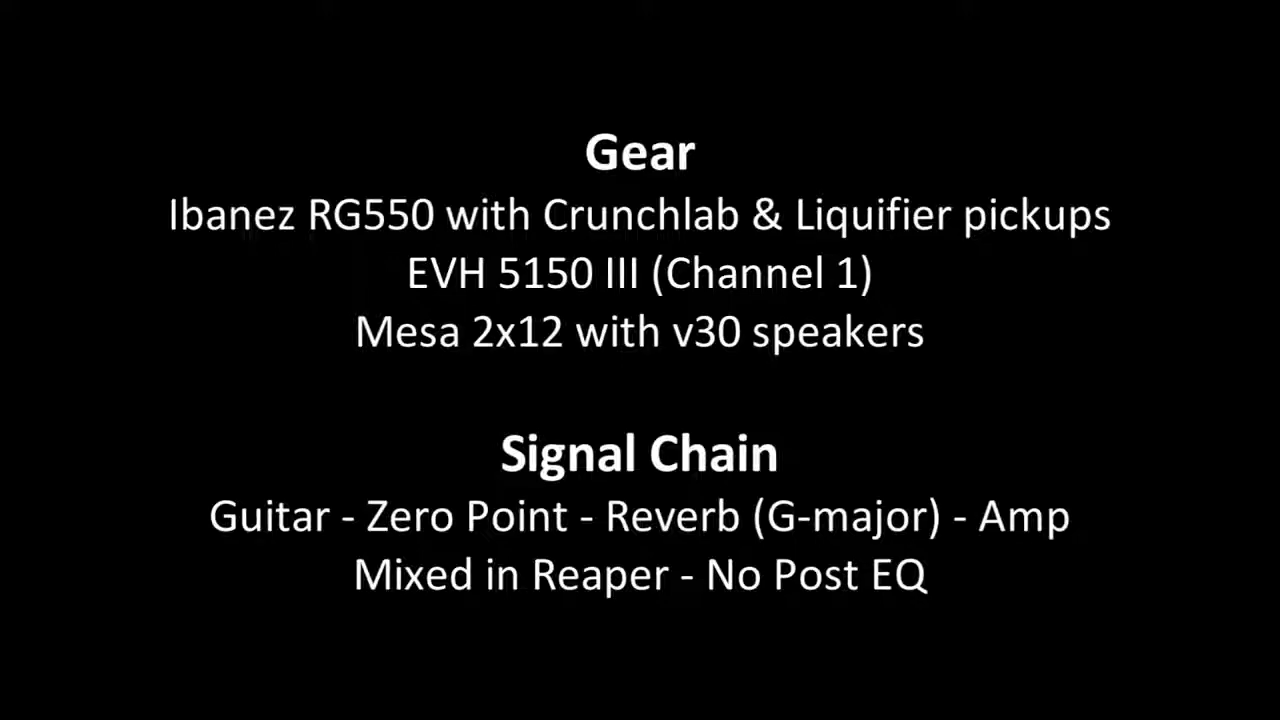 Gear
Ibanez RG550 with Crunchlab & Liquifier pickups
EVH 5150 III (Channel 1)
Mesa 2x12 with v30 speakers
Signal Chain
Guitar - Zero Point - Reverb (G-major) - Amp
Mixed in Reaper - No Post EQ